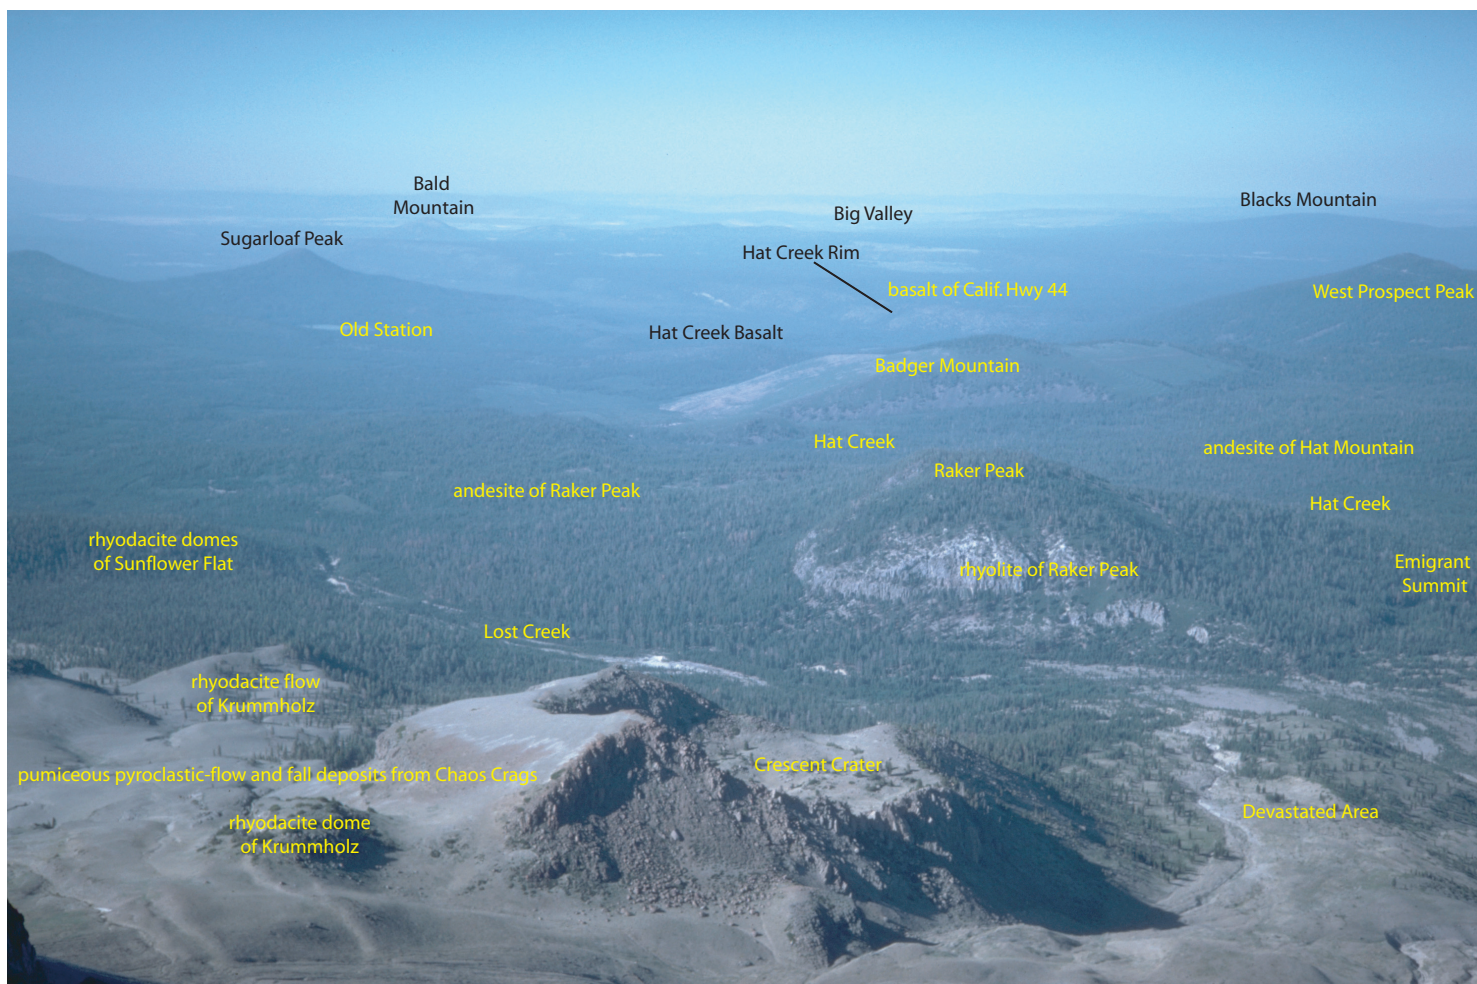 Bald
Mountain
Blacks Mountain
Big Valley
Sugarloaf Peak
Hat Creek Rim
basalt of Calif. Hwy 44
West Prospect Peak
Old Station
Hat Creek Basalt
Badger Mountain
Hat Creek
andesite of Hat Mountain
Raker Peak
andesite of Raker Peak
Hat Creek
rhyodacite domes
of Sunflower Flat
rhyolite of Raker Peak
Emigrant
Summit
Lost Creek
rhyodacite flow
of Krummholz
Crescent Crater
pumiceous pyroclastic-flow and fall deposits from Chaos Crags
Devastated Area
rhyodacite dome
of Krummholz